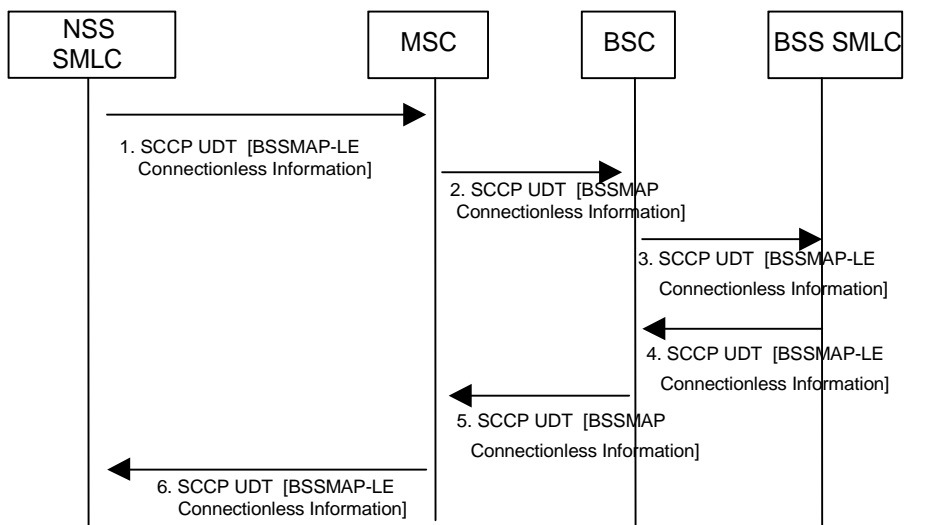 NSS
SMLC
MSC
BSC
BSS SMLC
1. SCCP UDT [BSSMAP-LE
Connectionless Information]
2. SCCP UDT [BSSMAP
Connectionless Information]
3. SCCP UDT [BSSMAP-LE
Connectionless Information]
4. SCCP UDT [BSSMAP-LE
Connectionless Information]
5. SCCP UDT [BSSMAP
Connectionless Information]
6. SCCP UDT [BSSMAP-LE
Connectionless Information]